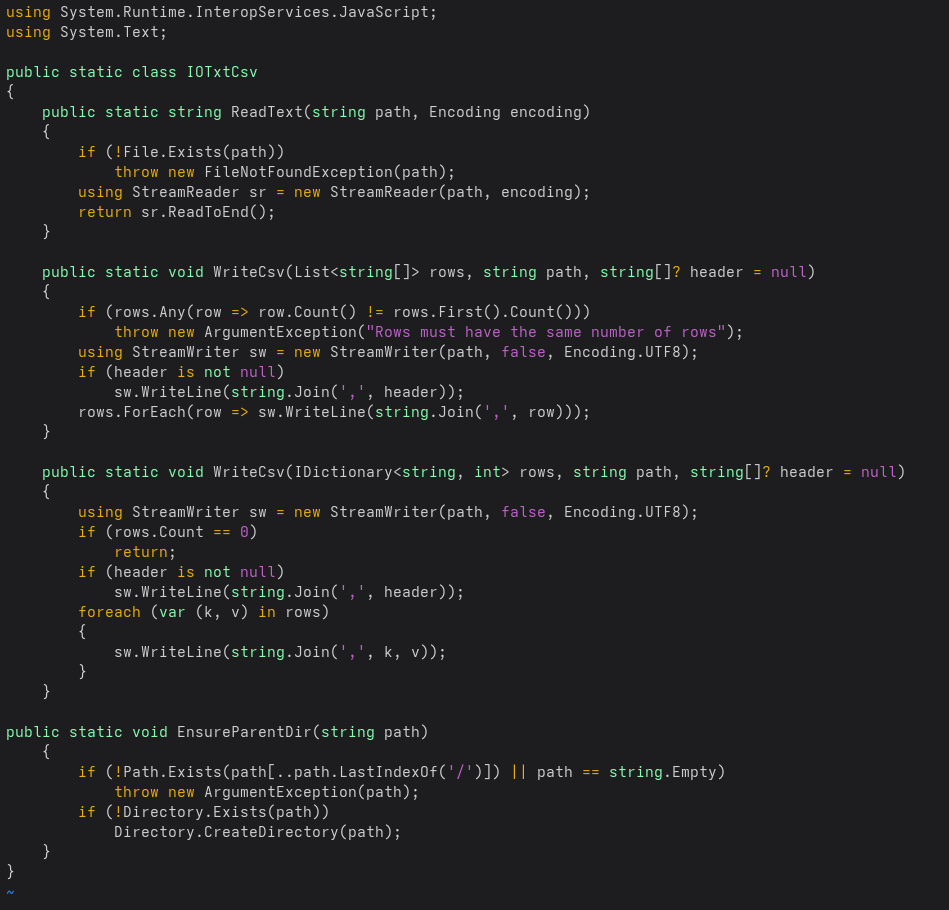 using System.Runtime.InteropServices.JavaScript;
using System.Text;

public static class IOTxtCsv
{
    public static string ReadText(string path, Encoding encoding)
    {
        if (!File.Exists(path))
            throw new FileNotFoundException(path);
        using StreamReader sr = new StreamReader(path, encoding);
        return sr.ReadToEnd();
    }

    public static void WriteCsv(List<string[]> rows, string path, string[]? header = null)
    {
        if (rows.Any(row => row.Count() != rows.First().Count()))
            throw new ArgumentException("Rows must have the same number of rows");
        using StreamWriter sw = new StreamWriter(path, false, Encoding.UTF8);
        if (header is not null)
            sw.WriteLine(string.Join(',', header));
        rows.ForEach(row => sw.WriteLine(string.Join(',', row)));
    }

    public static void WriteCsv(IDictionary<string, int> rows, string path, string[]? header = null)
    {
        using StreamWriter sw = new StreamWriter(path, false, Encoding.UTF8);
        if (rows.Count == 0)
            return;
        if (header is not null)
            sw.WriteLine(string.Join(',', header));
        foreach (var (k, v) in rows)
        {
            sw.WriteLine(string.Join(',', k, v));
        }
    }

public static void EnsureParentDir(string path)
    {
        if (!Path.Exists(path[..path.LastIndexOf('/')]) || path == string.Empty)
            throw new ArgumentException(path);
        if (!Directory.Exists(path))
            Directory.CreateDirectory(path);
    }
}
~